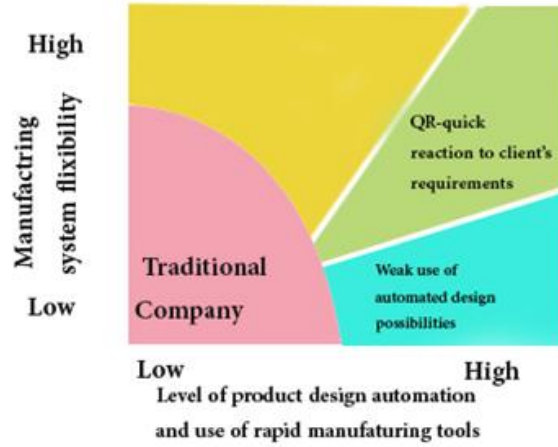 High
Manufactring
system flixibility
Low
QR-quick
reaction to client's
requirements
Traditional
Company
Weak use of
automated design
possibilities
Low
High
Level of product design automation
and use of rapid manufaturing tools